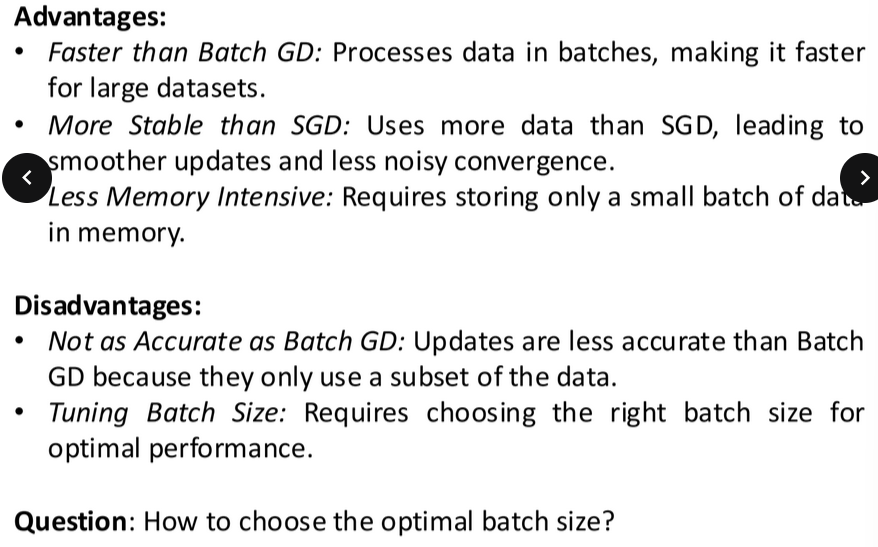 Advantages:
• Faster than Batch GD: Processes data in batches, making it faster
for large datasets.
• More Stable than SGD: Uses more data than SGD, leading to
smoother updates and less noisy convergence.
Less Memory Intensive: Requires storing only a small batch of data
in memory.
Disadvantages:
• Not as Accurate as Batch GD: Updates are less accurate than Batch
GD because they only use a subset of the data.
• Tuning Batch Size: Requires choosing the right batch size for
optimal performance.
Question: How to choose the optimal batch size?